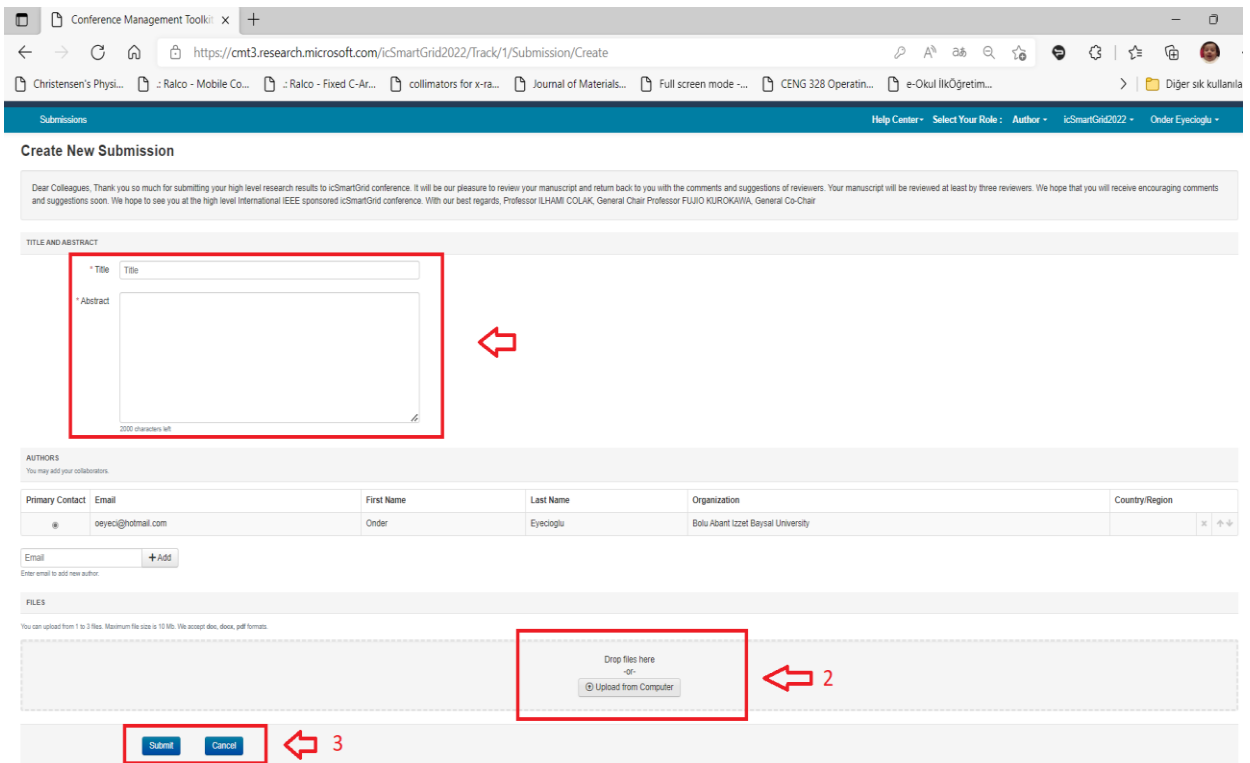 Conference Management Toolkit
https://cmt3.research.microsoft.com/icSmartGrid2022/Track/1/Submission/Create
Christensen's Physi... .: Ralco - Mobile Co... .: Ralco - Fixed C-Ar... collimators for x-ra... Journal of Materials... Full screen mode -... CENG 328 Operatin... e-Okul İlkÖğretim... Diğer sık kullanıla
Submissions Help Center Select Your Role : Author icSmartGrid2022 Onder Eyecioglu
Create New Submission
Dear Colleagues, Thank you so much for submitting your high level research results to icSmartGrid conference. It will be our pleasure to review your manuscript and return back to you with the comments and suggestions of reviewers. Your manuscript will be reviewed at least by three reviewers. We hope that you will receive encouraging comments
and suggestions soon. We hope to see you at the high level International IEEE sponsored icSmartGrid conference. With our best regards, Professor ILHAMI COLAK, General Chair Professor FUJIO KUROKAWA, General Co-Chair
TITLE AND ABSTRACT
* Title Title
* Abstract
2000 characters left
AUTHORS
You may add your collaborators.
Primary Contact Email First Name Last Name Organization Country/Region
oeyeci@hotmail.com Onder Eyecioglu Bolu Abant Izzet Baysal University
Email + Add
Enter email to add new author.
FILES
You can upload from 1 to 3 files. Maximum file size is 10 Mb. We accept doc, docx, pdf formats.
Drop files here
-or-
Upload from Computer
2
Submit Cancel 3